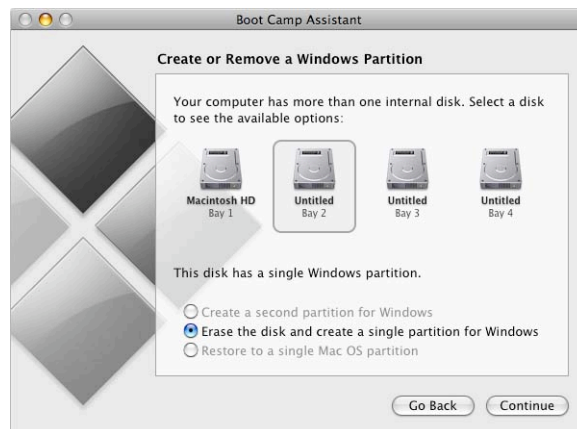 Boot Camp Assistant
Create or Remove a Windows Partition
Your computer has more than one internal disk. Select a disk
to see the available options:
Macintosh HD Untitled Untitled Untitled
Bay 1 Bay 2 Bay 3 Bay 4
This disk has a single Windows partition.
Create a second partition for Windows
Erase the disk and create a single partition for Windows
Restore to a single Mac OS partition
Go Back Continue